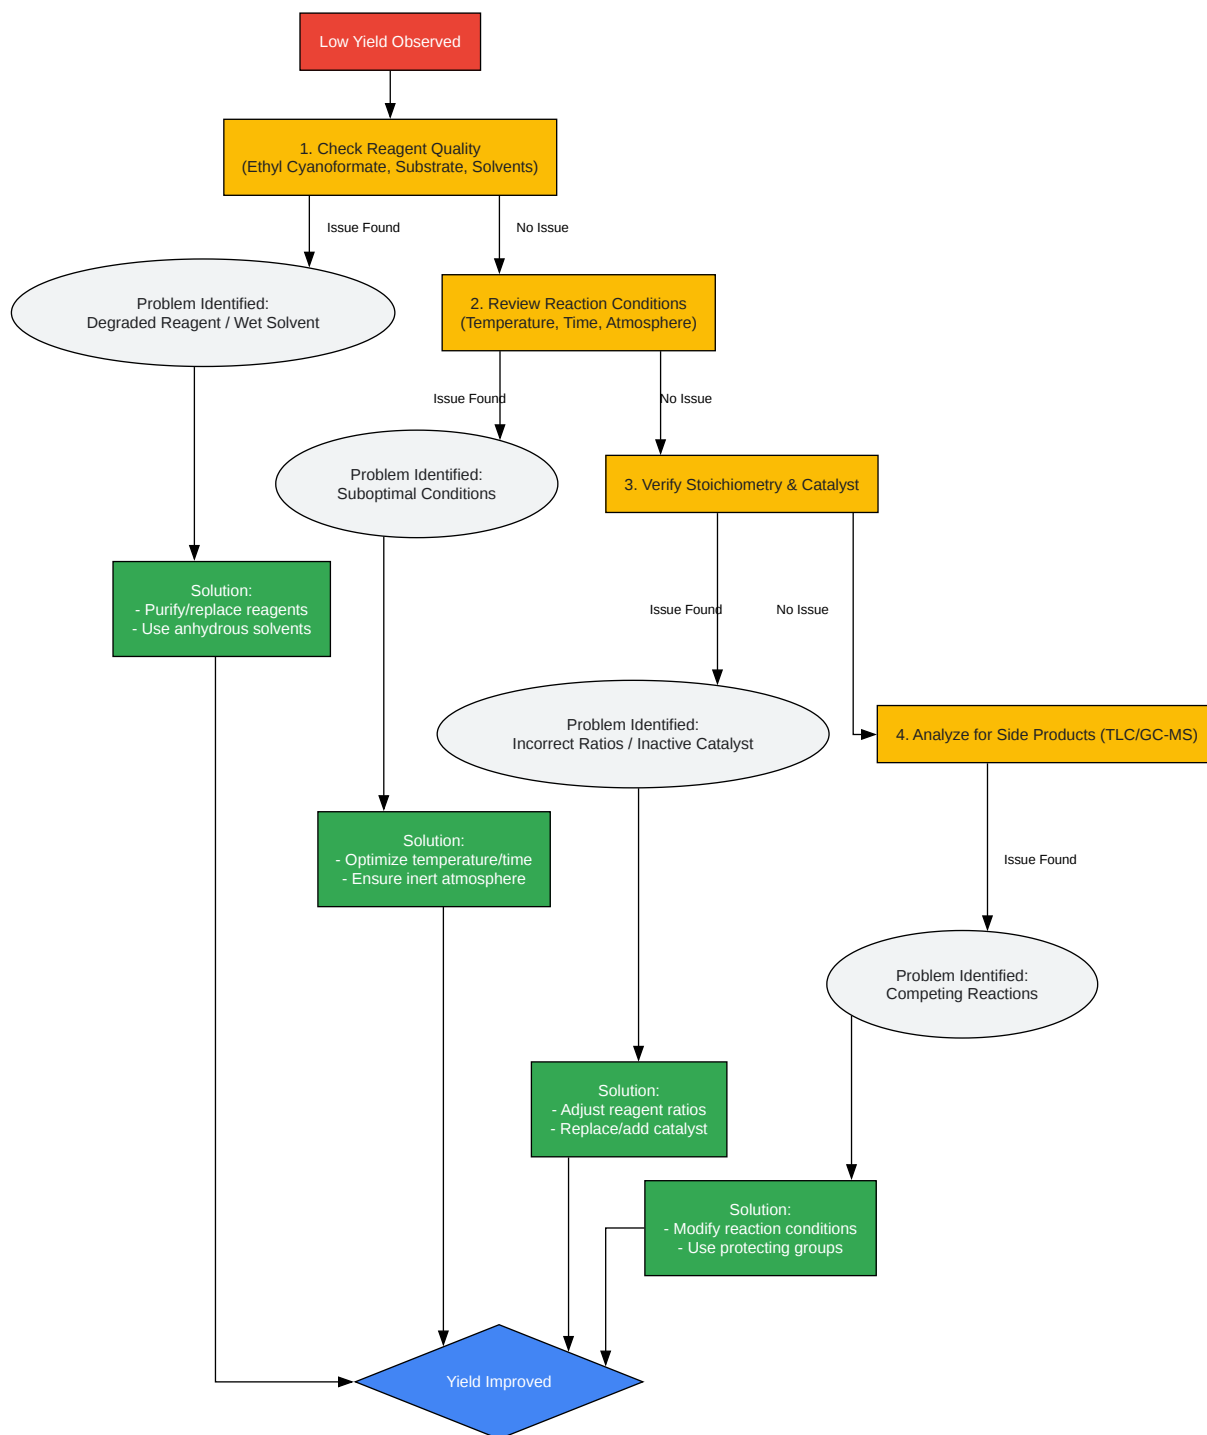 Low Yield Observed
1. Check Reagent Quality
(Ethyl Cyanoformate, Substrate, Solvents)
Issue Found
No Issue
Problem Identified:
Degraded Reagent / Wet Solvent
2. Review Reaction Conditions
(Temperature, Time, Atmosphere)
Issue Found
No Issue
Problem Identified:
Suboptimal Conditions
3. Verify Stoichiometry & Catalyst
Solution:
- Purify/replace reagents
- Use anhydrous solvents
Issue Found
No Issue
Problem Identified:
Incorrect Ratios / Inactive Catalyst
4. Analyze for Side Products (TLC/GC-MS)
Solution:
- Optimize temperature/time
- Ensure inert atmosphere
Issue Found
Problem Identified:
Competing Reactions
Solution:
- Adjust reagent ratios
- Replace/add catalyst
Solution:
- Modify reaction conditions
- Use protecting groups
Yield Improved